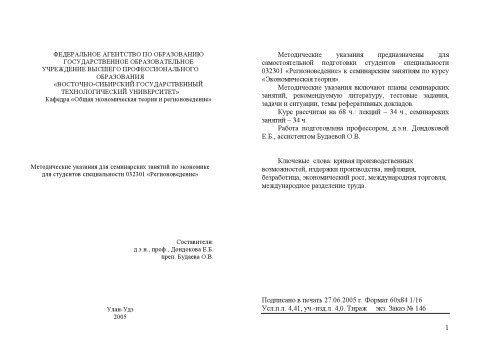 ФЕДЕРАЛЬНОЕ АГЕНТСТВО ПО ОБРАЗОВАНИЮ
ГОСУДАРСТВЕННОЕ ОБРАЗОВАТЕЛЬНОЕ
УЧРЕЖДЕНИЕ ВЫСШЕГО ПРОФЕССИОНАЛЬНОГО
ОБРАЗОВАНИЯ
«ВОСТОЧНО-СИБИРСКИЙ ГОСУДАРСТВЕННЫЙ
ТЕХНОЛОГИЧЕСКИЙ УНИВЕРСИТЕТ»
Кафедра «Общая экономическая теория и регионоведение»
Методические указания для семинарских занятий по экономике
для студентов специальности 032301 «Регионоведение»
Составители:
д.э.н., проф., Дондокова Е.Б.
преп. Будаева О.В.
Улан-Удэ
2005
Методические указания предназначены для
самостоятельной подготовки студентов специальности
032301 «Регионоведение» к семинарским занятиям по курсу
«Экономическая теория».
Методические указания включают планы семинарских
занятий, рекомендуемую литературу, тестовые задания,
задачи и ситуации, темы реферативных докладов.
Курс рассчитан на 68 ч.: лекций – 34 ч., семинарских
занятий – 34 ч.
Работа подготовлена профессором, д.э.н. Дондоковой
Е.Б., ассистентом Будаевой О.В.
Ключевые слова: кривая производственных
возможностей, издержки производства, инфляция,
безработица, экономический рост, международная торговля,
международное разделение труда.
Подписано в печать 27.06.2005 г. Формат 60х84 1/16
Усл.п.л. 4,41, уч.-изд.л. 4,0. Тираж экз. Заказ № 146
1